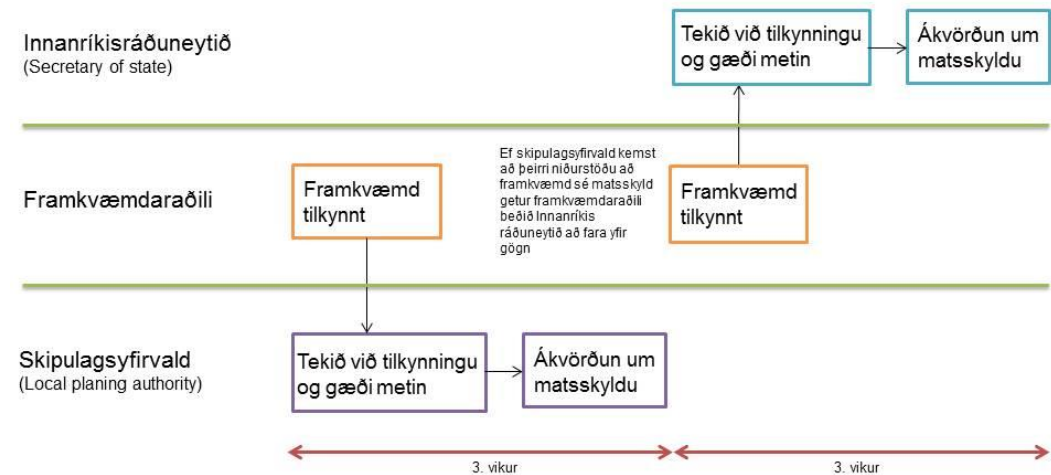 Innanríkisráðuneytið
(Secretary of state)
Tekið við tilkynningu
og gæði metin
Ákvörðun um
matsskyldu
Framkvæmdaraðili
Framkvæmd
tilkynnt
Ef skipulagsyfirvald kemst
að þeirri niðurstöðu að
framkvæmd sé matsskyld
getur framkvæmdaraðili
beðið Innanríkis
ráðuneytið að fara yfir
gögn
Framkvæmd
tilkynnt
Skipulagsyfirvald
(Local planing authority)
Tekið við tilkynningu
og gæði metin
Ákvörðun um
matsskyldu
3. vikur
3. vikur